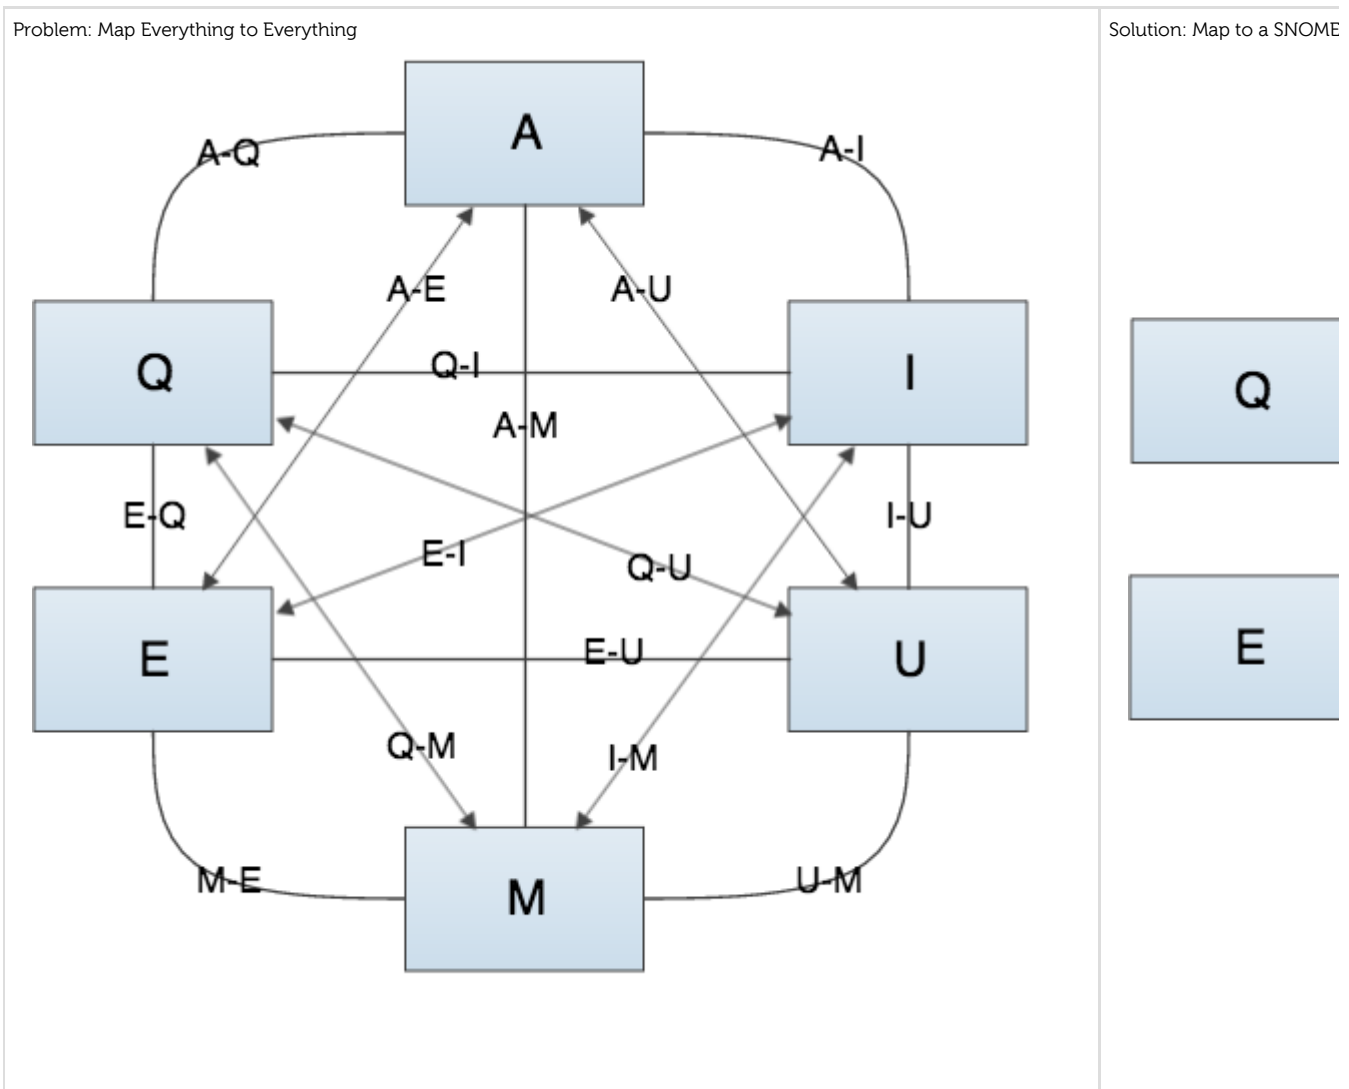 Problem: Map Everything to Everything
Solution: Map to a SNOME
A
A-Q
A-I
A-E
A-U
Q
Q-I
I
A-M
E-Q
I-U
E-I
Q-U
E
E-U
U
Q-M
I-M
M-E
U-M
M
Q
E